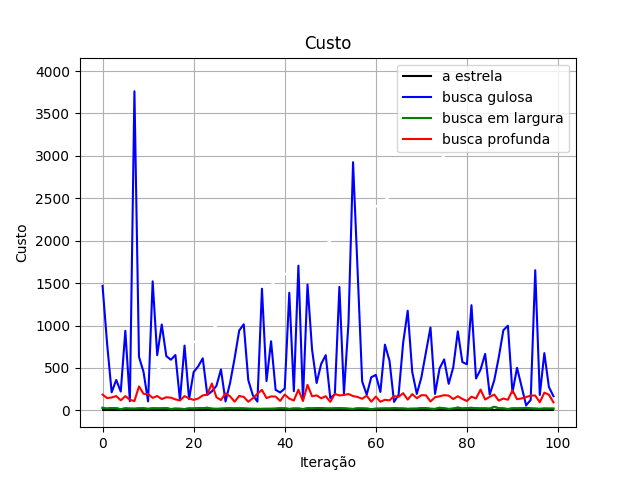 Custo
4000
3500
3000
2500
2000
1500
1000
500
0
Custo
a estrela
busca gulosa
busca em largura
busca profunda
0
20
40
60
80
100
Iteração